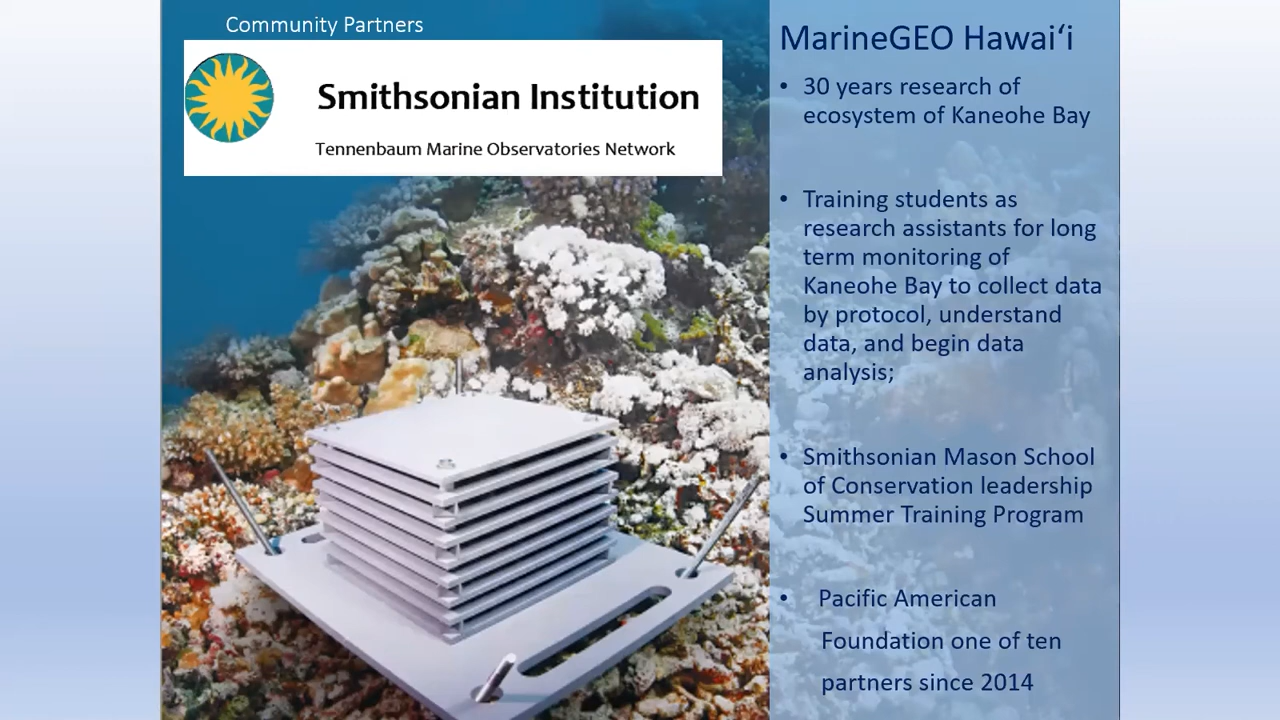 Community Partners
Smithsonian Institution
Tennenbaum Marine Observatories Network
MarineGEO Hawaiʻi
• 30 years research of
ecosystem of Kaneohe Bay
• Training students as
research assistants for long
term monitoring of
Kaneohe Bay to collect data
by protocol, understand
data, and begin data
analysis;
• Smithsonian Mason School
of Conservation leadership
Summer Training Program
• Pacific American
Foundation one of ten
partners since 2014